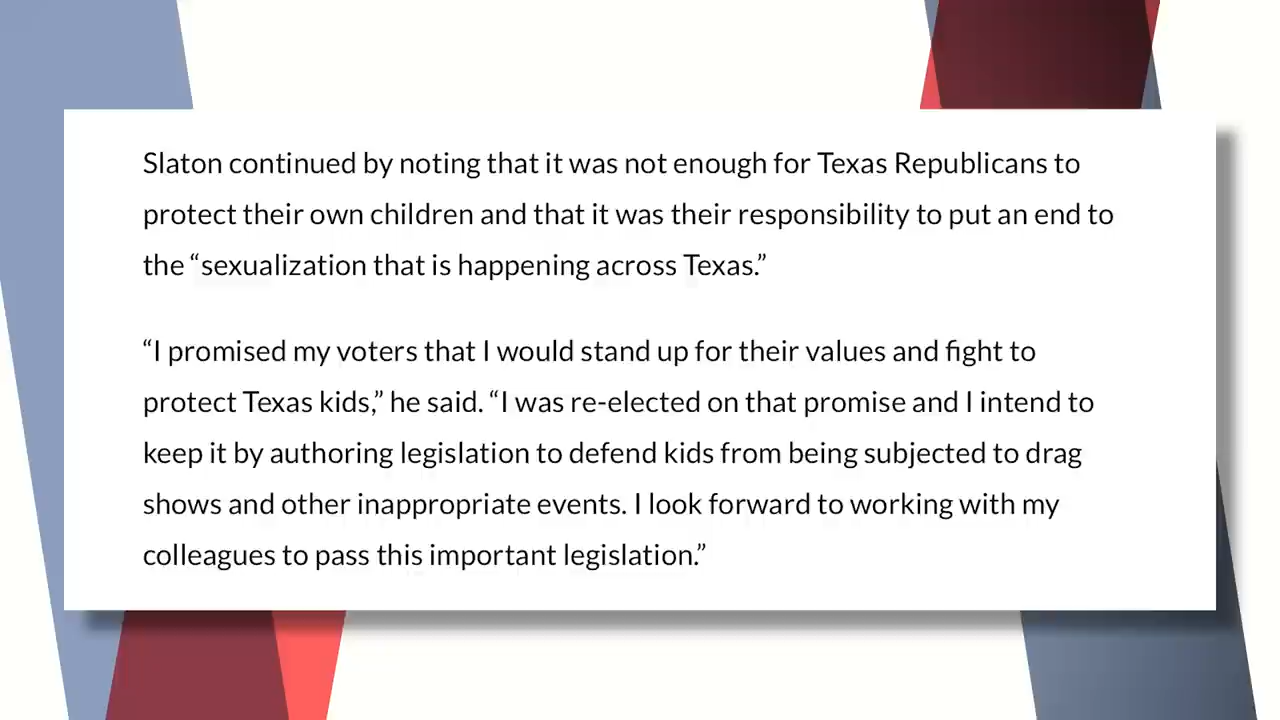 Slaton continued by noting that it was not enough for Texas Republicans to
protect their own children and that it was their responsibility to put an end to
the “sexualization that is happening across Texas.”
“I promised my voters that I would stand up for their values and fight to
protect Texas kids,” he said. “I was re-elected on that promise and I intend to
keep it by authoring legislation to defend kids from being subjected to drag
shows and other inappropriate events. I look forward to working with my
colleagues to pass this important legislation.”